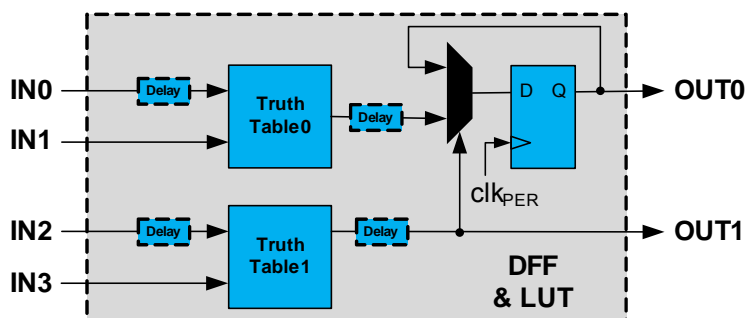 IN0
Delay
Truth
Table0
Delay
D Q
OUT0
IN1
clkPER
IN2
Delay
Truth
Table1
Delay
OUT1
IN3
DFF
& LUT